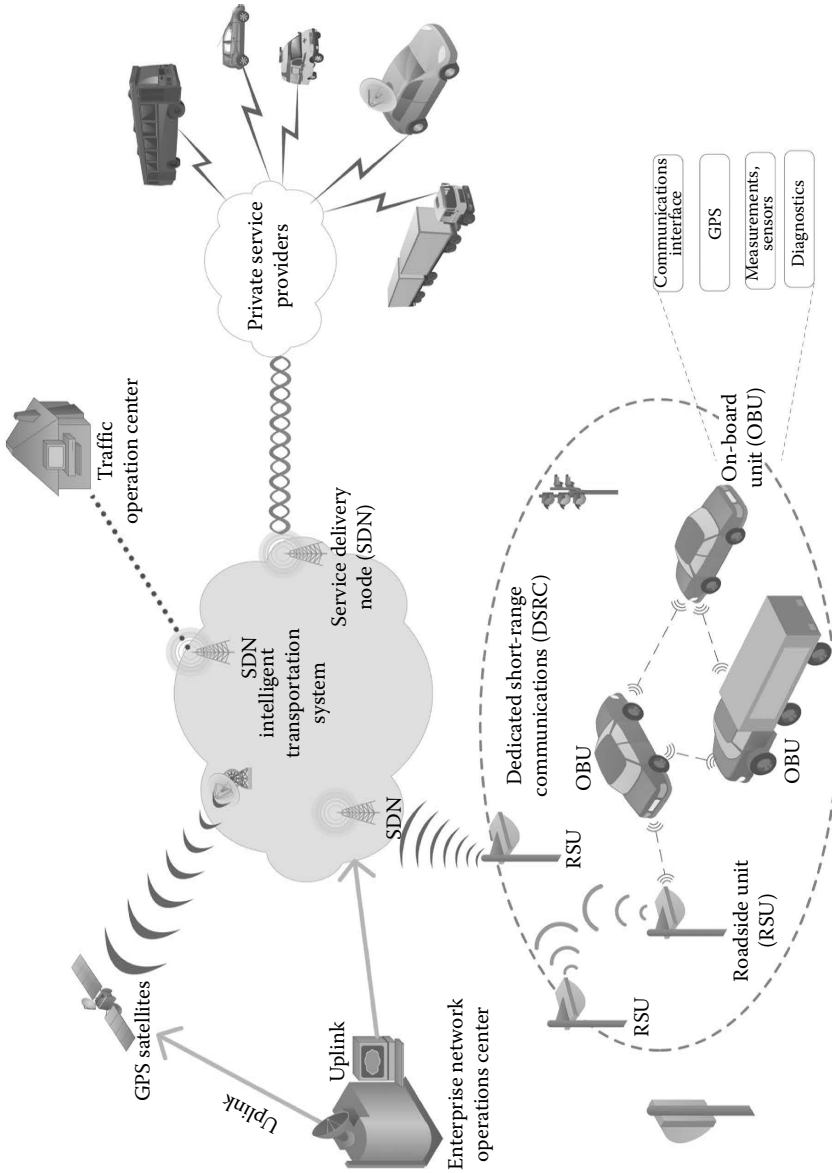 GPS satellites
Uplink
Uplink
Enterprise network
operations center
Traffic
operation center
SDN
intelligent
transportation
system
Service delivery
node (SDN)
SDN
Private service
providers
Dedicated short-range
communications (DSRC)
RSU
RSU
Roadside unit
(RSU)
OBU
OBU
On-board
unit (OBU)
Communications
interface
GPS
Measurements,
sensors
Diagnostics